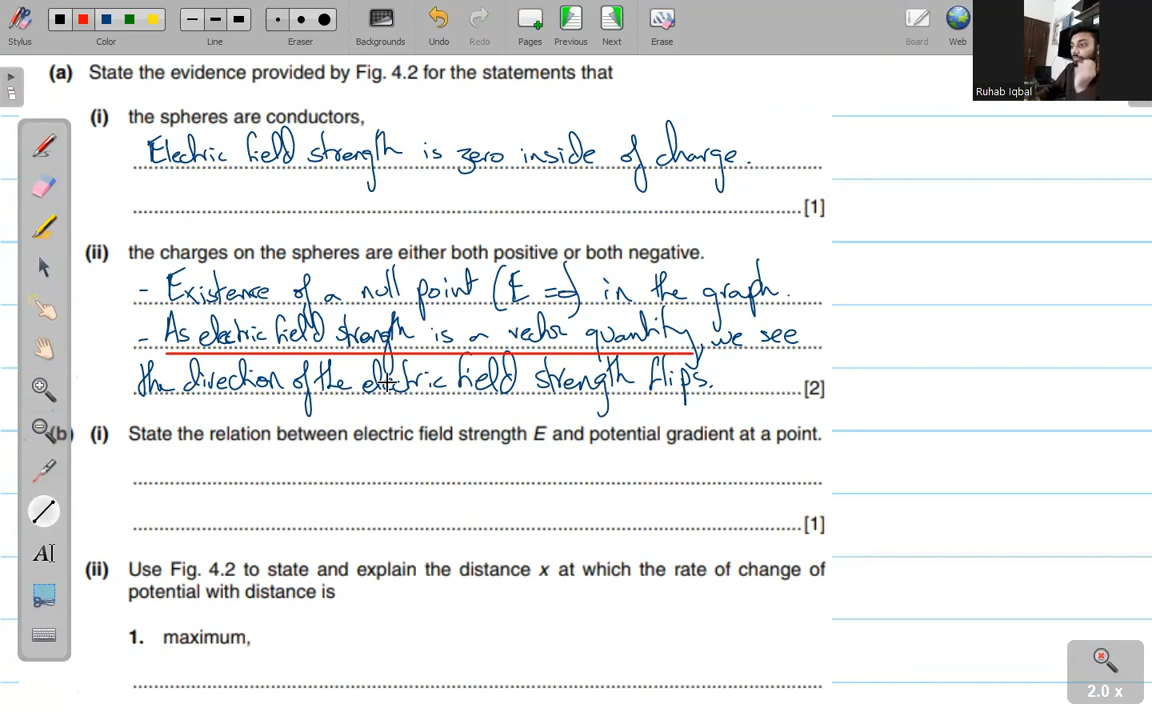 Stylus
Color
Line
Eraser
Backgrounds
Undo
Redo
Pages
Previous
Next
Erase
Board
Web
Ruhab Iqbal
(a) State the evidence provided by Fig. 4.2 for the statements that
(i) the spheres are conductors,
Electric field strength is zero inside of charge.
[1]
(ii) the charges on the spheres are either both positive or both negative.
- Existence of a null point (E = 0) in the graph.
- As electric field strength is a vector quantity, we see
the direction of the electric field strength flips.
[2]
(b) (i) State the relation between electric field strength E and potential gradient at a point.
[1]
(ii) Use Fig. 4.2 to state and explain the distance x at which the rate of change of
potential with distance is
1. maximum,
AI
2.0 x